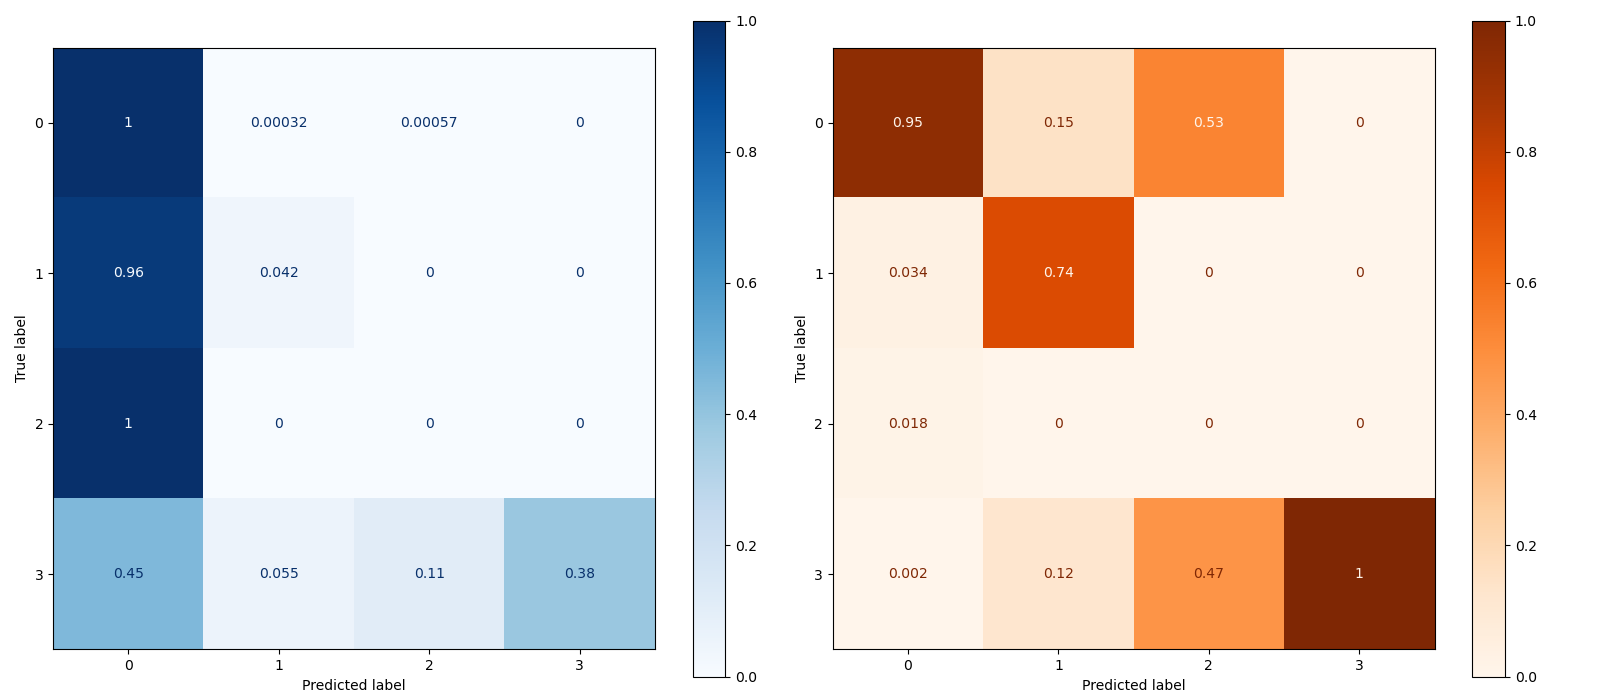 1.0
1.0
0 1 0.00032 0.00057 0
0 0.95 0.15 0.53 0
0.8
0.8
1 0.96 0.042 0 0
1 0.034 0.74 0 0
0.6
0.6
True label
True label
0.4
0.4
2 1 0 0 0
2 0.018 0 0 0
0.2
0.2
3 0.45 0.055 0.11 0.38
3 0.002 0.12 0.47 1
0 1 2 3
0 1 2 3
0.0
0.0
Predicted label
Predicted label